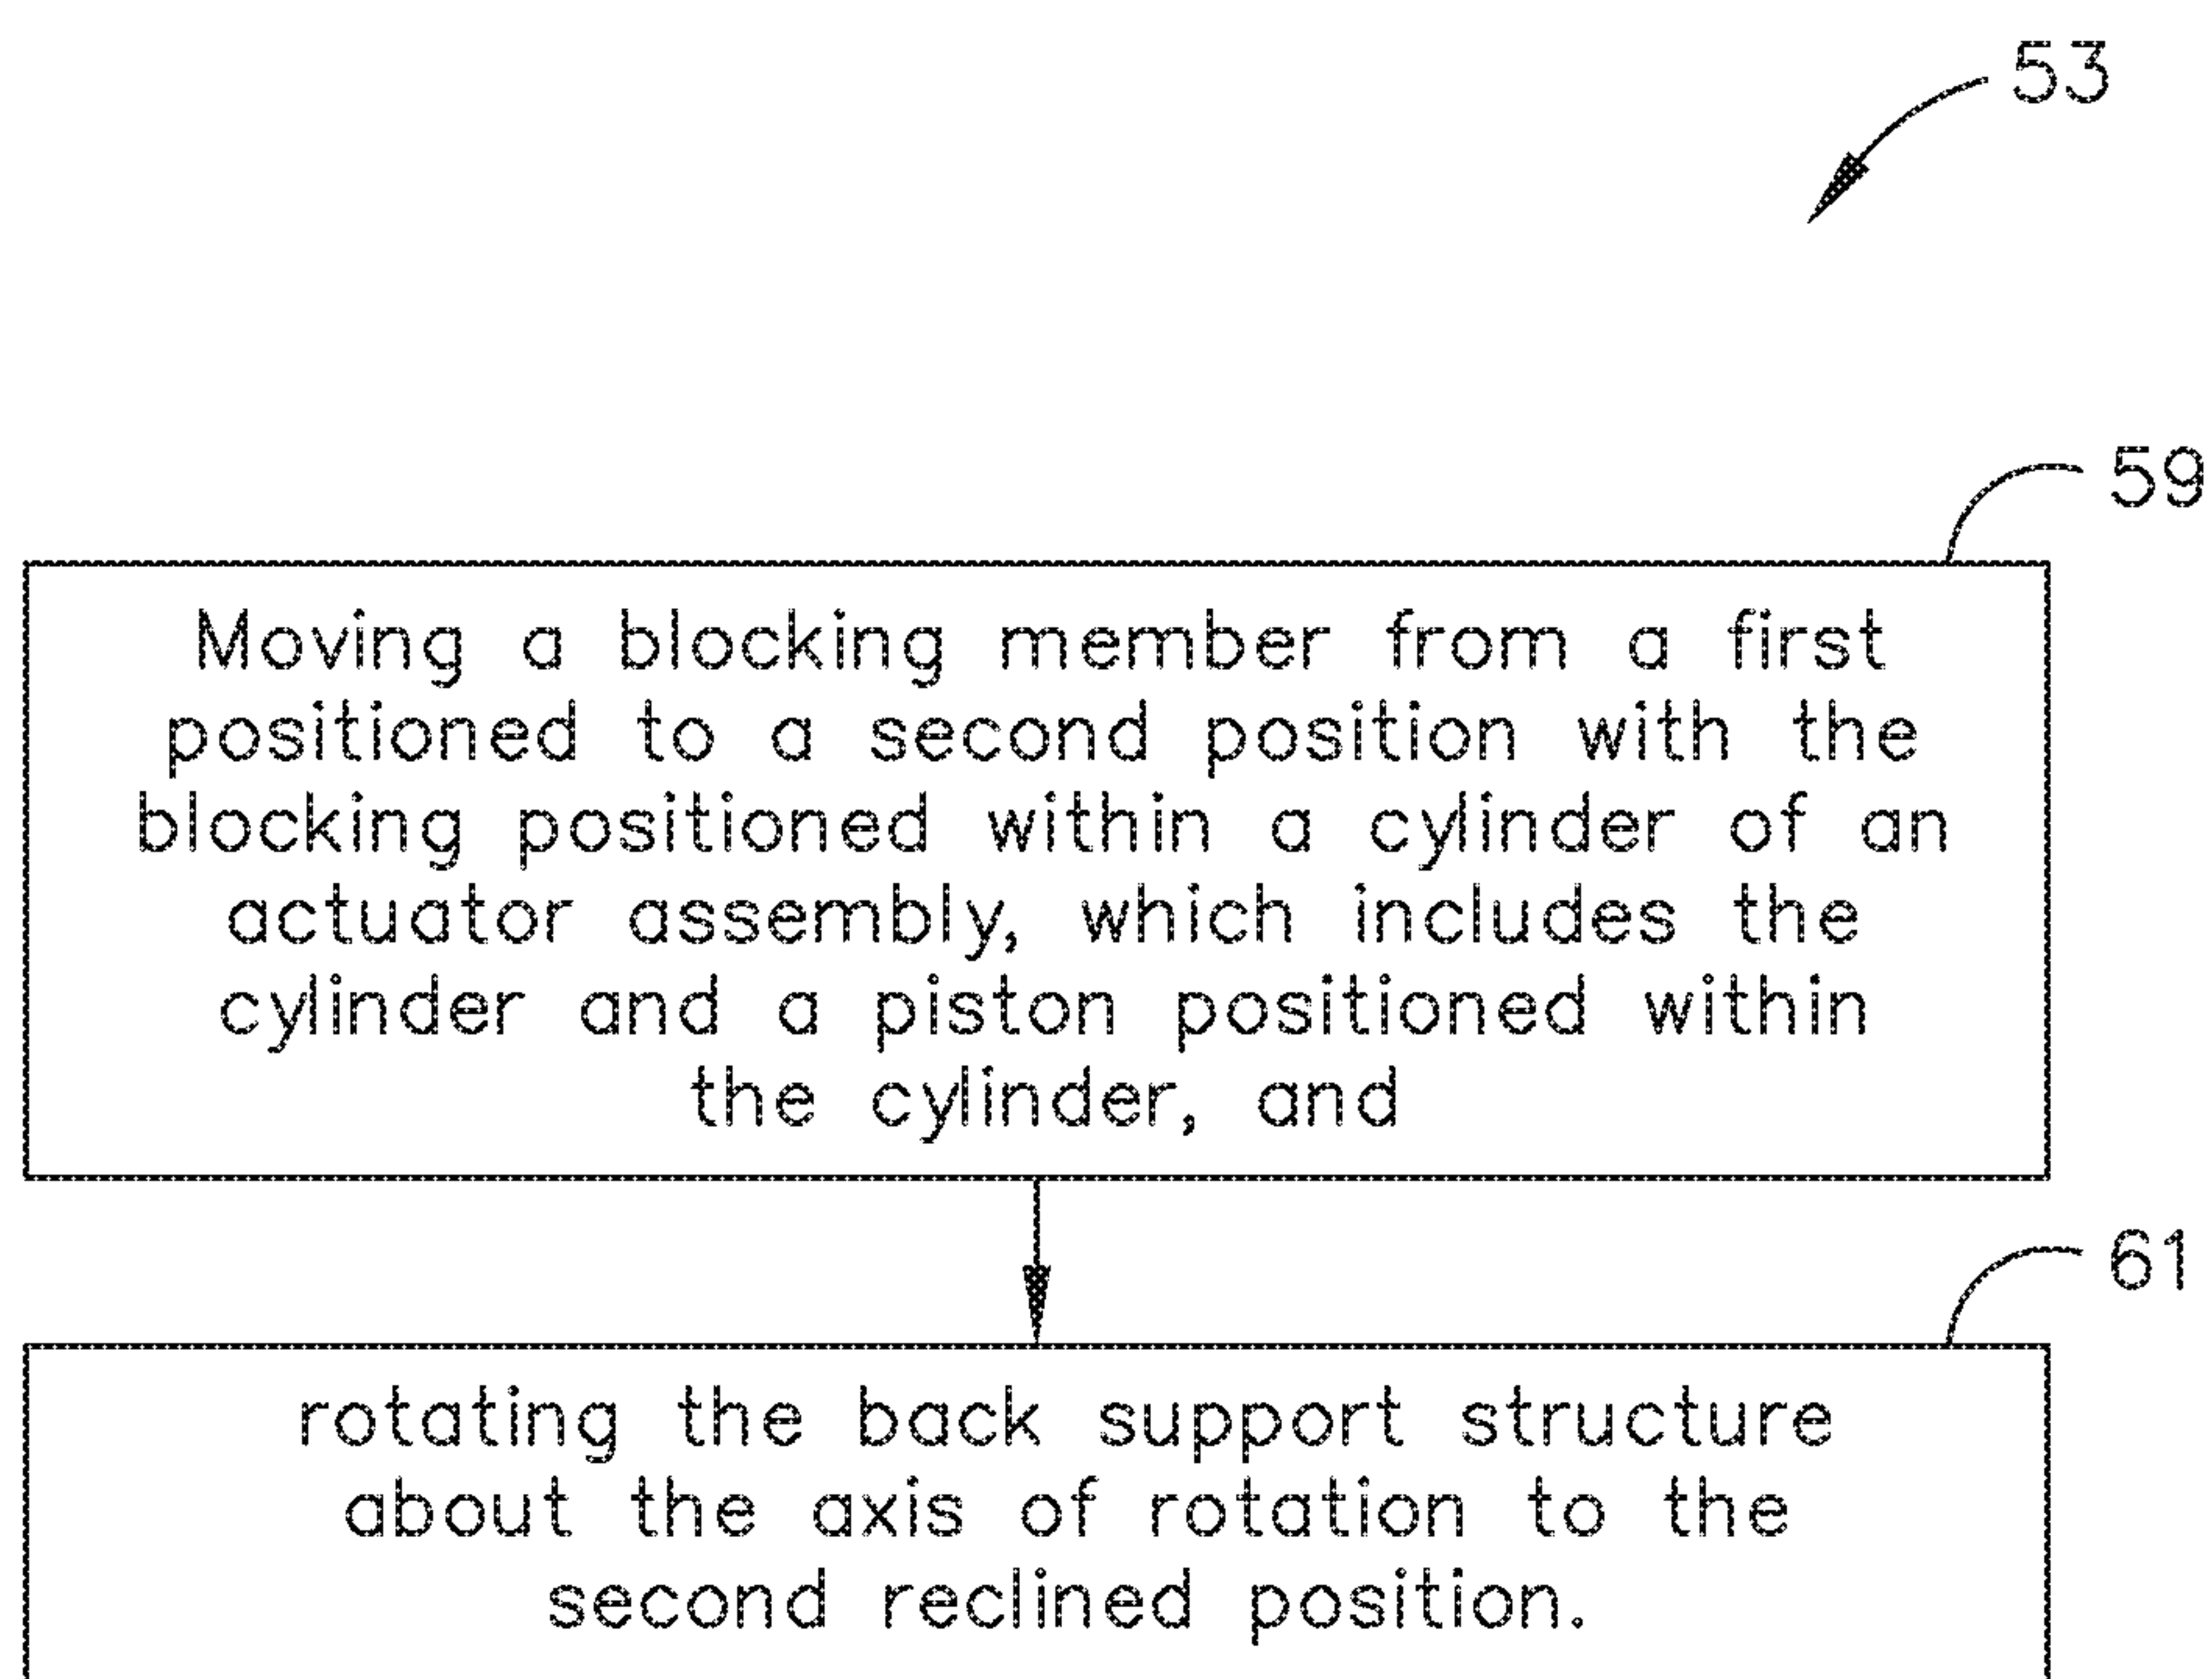 53
59
Moving a blocking member from a first
positioned to a second position with the
blocking positioned within a cylinder of an
actuator assembly, which includes the
cylinder and a piston positioned within
the cylinder, and
61
rotating the back support structure
about the axis of rotation to the
second reclined position.